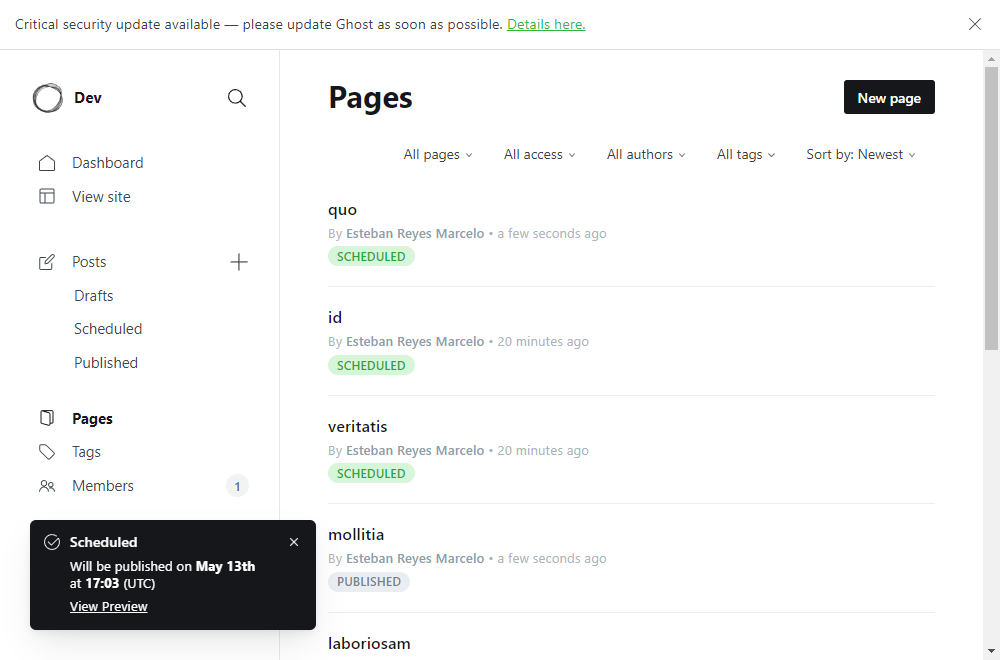 Critical security update available — please update Ghost as soon as possible. Details here.
Dev
Dashboard
View site
Posts
Drafts
Scheduled
Published
Pages
Tags
Members
1
Scheduled
Will be published on May 13th
at 17:03 (UTC)
View Preview
Pages
New page
All pages
All access
All authors
All tags
Sort by: Newest
quo
By Esteban Reyes Marcelo • a few seconds ago
SCHEDULED
id
By Esteban Reyes Marcelo • 20 minutes ago
SCHEDULED
veritatis
By Esteban Reyes Marcelo • 20 minutes ago
SCHEDULED
mollitia
By Esteban Reyes Marcelo • a few seconds ago
PUBLISHED
laboriosam